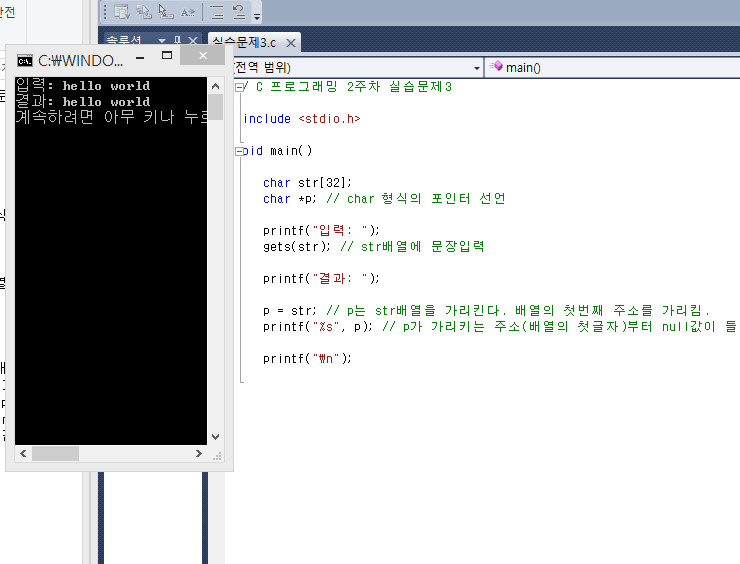 전
솔루션
실습문제3.c
C:\WINDO...
(전역 범위)
main()
입력: hello world
결과: hello world
계속하려면 아무 키나 누르
/ C 프로그래밍 2주차 실습문제3
include <stdio.h>
oid main()
char str[32];
char *p; // char 형식의 포인터 선언
printf("입력: ");
gets(str); // str배열에 문장입력
printf("결과: ");
p = str; // p는 str배열을 가리킨다. 배열의 첫번째 주소를 가리킴.
printf("%s", p); // p가 가리키는 주소(배열의 첫글자)부터 null값이 들
printf("₩n");